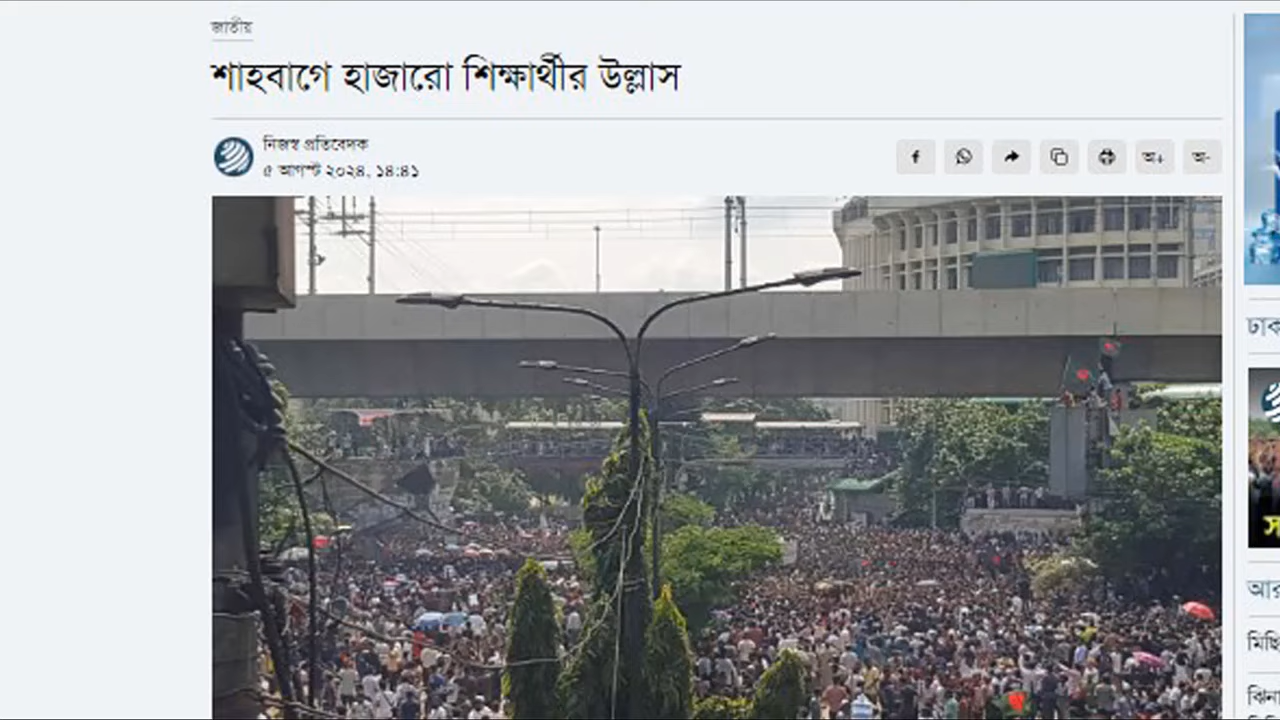 জাতীয়
শাহবাগে হাজারো শিক্ষার্থীর উল্লাস
নিজস্ব প্রতিবেদক
৫ আগস্ট ২০২৪, ১৪:৪১
অ+
অ-